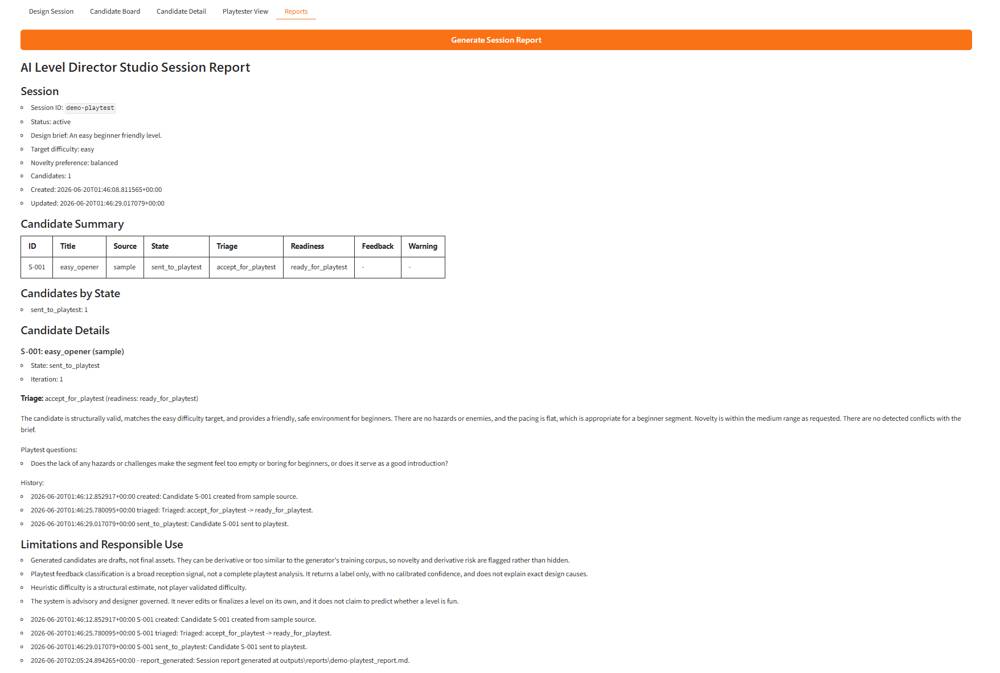 Design Session Candidate Board Candidate Detail Playtester View Reports
Generate Session Report
AI Level Director Studio Session Report
Session
Session ID: demo-playtest
Status: active
Design brief: An easy beginner friendly level.
Target difficulty: easy
Novelty preference: balanced
Candidates: 1
Created: 2026-06-20T01:46:08.811565+00:00
Updated: 2026-06-20T01:46:29.017079+00:00
Candidate Summary
ID Title Source State Triage Readiness Feedback Warning
S-001 easy_opener sample sent_to_playtest accept_for_playtest ready_for_playtest - -
Candidates by State
sent_to_playtest: 1
Candidate Details
S-001: easy_opener (sample)
State: sent_to_playtest
Iteration: 1
Triage: accept_for_playtest (readiness: ready_for_playtest)
The candidate is structurally valid, matches the easy difficulty target, and provides a friendly, safe environment for beginners. There are no hazards or enemies, and the pacing is flat, which is appropriate for a beginner segment. Novelty is within the medium range as requested. There are no detected conflicts with the
brief.
Playtest questions:
Does the lack of any hazards or challenges make the segment feel too empty or boring for beginners, or does it serve as a good introduction?
History:
2026-06-20T01:46:12.852917+00:00 created: Candidate S-001 created from sample source.
2026-06-20T01:46:25.780095+00:00 triaged: Triaged: accept_for_playtest -> ready_for_playtest.
2026-06-20T01:46:29.017079+00:00 sent_to_playtest: Candidate S-001 sent to playtest.
Limitations and Responsible Use
Generated candidates are drafts, not final assets. They can be derivative or too similar to the generator's training corpus, so novelty and derivative risk are flagged rather than hidden.
Playtest feedback classification is a broad reception signal, not a complete playtest analysis. It returns a label only, with no calibrated confidence, and does not explain exact design causes.
Heuristic difficulty is a structural estimate, not player validated difficulty.
The system is advisory and designer governed. It never edits or finalizes a level on its own, and it does not claim to predict whether a level is fun.
2026-06-20T01:46:12.852917+00:00 S-001 created: Candidate S-001 created from sample source.
2026-06-20T01:46:25.780095+00:00 S-001 triaged: Triaged: accept_for_playtest -> ready_for_playtest.
2026-06-20T01:46:29.017079+00:00 S-001 sent_to_playtest: Candidate S-001 sent to playtest.
2026-06-20T02:05:24.894265+00:00 - report_generated: Session report generated at outputs\reports\demo-playtest_report.md.